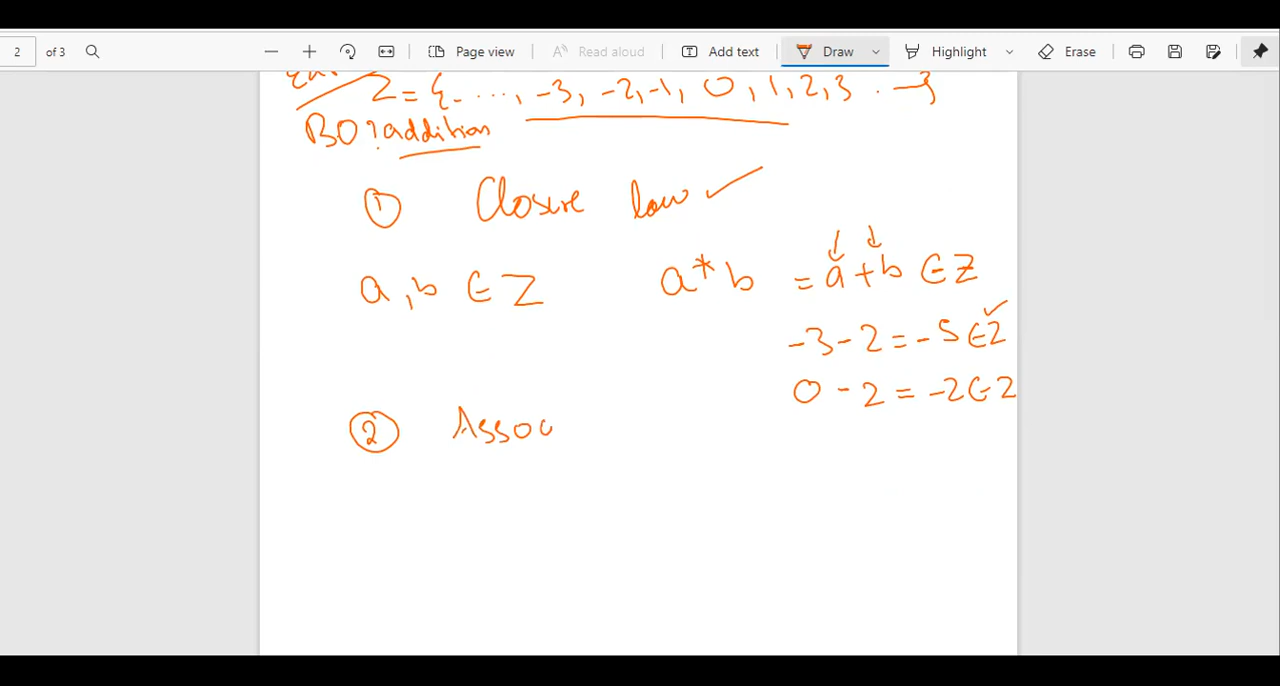 2 of 3 Page view Read aloud Add text Draw Highlight Erase
Z = {. ..., -3, -2, -1, 0, 1, 2, 3 . —}
BO: addition
① Closure law ✓
a, b ∈ Z a * b = a + b ∈ Z
-3 - 2 = -5 ∈ Z ✓
0 - 2 = -2 ∈ Z
② Assoc